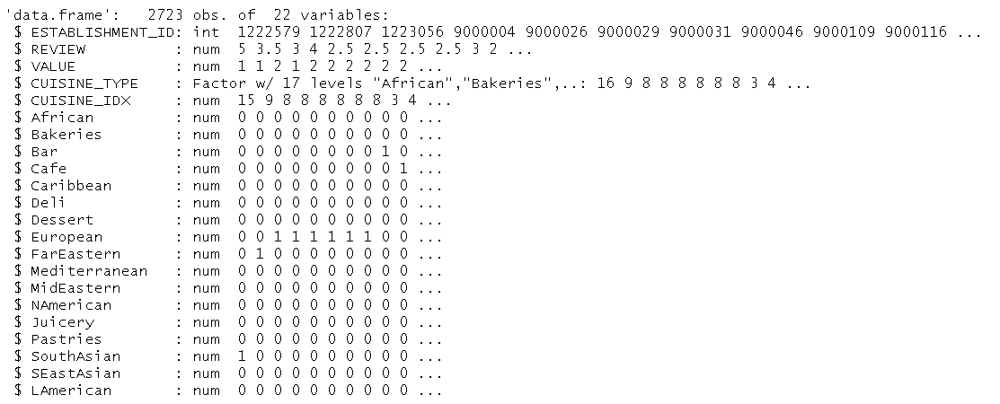 'data.frame':   2723 obs. of  22 variables:
 $ ESTABLISHMENT_ID: int  1222579 1222807 1223056 9000004 9000026 9000029 9000031 9000046 9000109 9000116 ...
 $ REVIEW          : num  5 3.5 3 4 2.5 2.5 2.5 2.5 3 2 ...
 $ VALUE           : num  1 1 2 1 2 2 2 2 2 2 ...
 $ CUISINE_TYPE    : Factor w/ 17 levels "African","Bakeries",..: 16 9 8 8 8 8 8 8 3 4 ...
 $ CUISINE_IDX     : num  15 9 8 8 8 8 8 8 3 4 ...
 $ African         : num  0 0 0 0 0 0 0 0 0 0 ...
 $ Bakeries        : num  0 0 0 0 0 0 0 0 0 0 ...
 $ Bar             : num  0 0 0 0 0 0 0 0 1 0 ...
 $ Cafe            : num  0 0 0 0 0 0 0 0 0 1 ...
 $ Caribbean       : num  0 0 0 0 0 0 0 0 0 0 ...
 $ Deli            : num  0 0 0 0 0 0 0 0 0 0 ...
 $ Dessert         : num  0 0 0 0 0 0 0 0 0 0 ...
 $ European        : num  0 0 1 1 1 1 1 1 0 0 ...
 $ FarEastern      : num  0 1 0 0 0 0 0 0 0 0 ...
 $ Mediterranean   : num  0 0 0 0 0 0 0 0 0 0 ...
 $ MidEastern      : num  0 0 0 0 0 0 0 0 0 0 ...
 $ NAmerican       : num  0 0 0 0 0 0 0 0 0 0 ...
 $ Juicery         : num  0 0 0 0 0 0 0 0 0 0 ...
 $ Pastries        : num  0 0 0 0 0 0 0 0 0 0 ...
 $ SouthAsian      : num  1 0 0 0 0 0 0 0 0 0 ...
 $ SEastAsian      : num  0 0 0 0 0 0 0 0 0 0 ...
 $ LAmerican       : num  0 0 0 0 0 0 0 0 0 0 ...